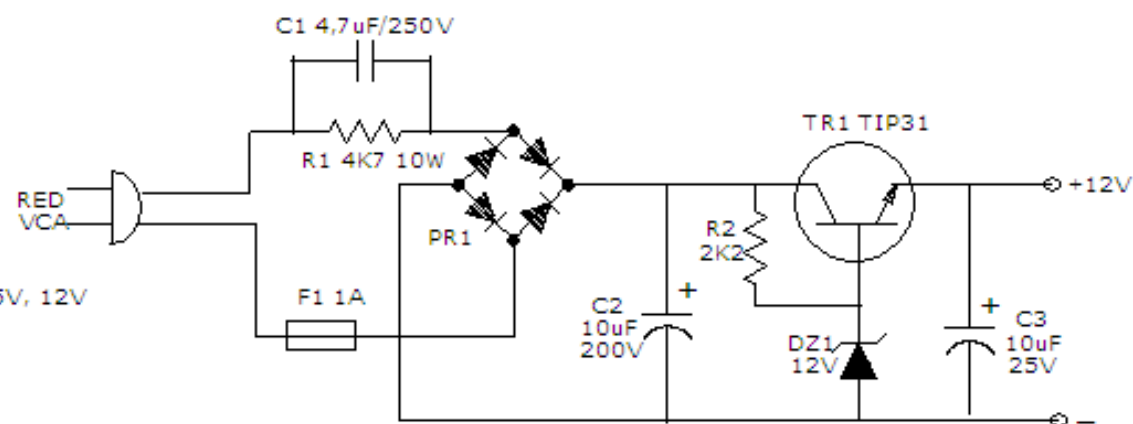 C1 4,7uF/250V
TR1 TIP31
R1 4K7 10W
RED
VCA
+12V
PR1
R2
2K2
5V, 12V
F1 1A
C2
10uF
200V
+
DZ1
12V
+
C3
10uF
25V
−